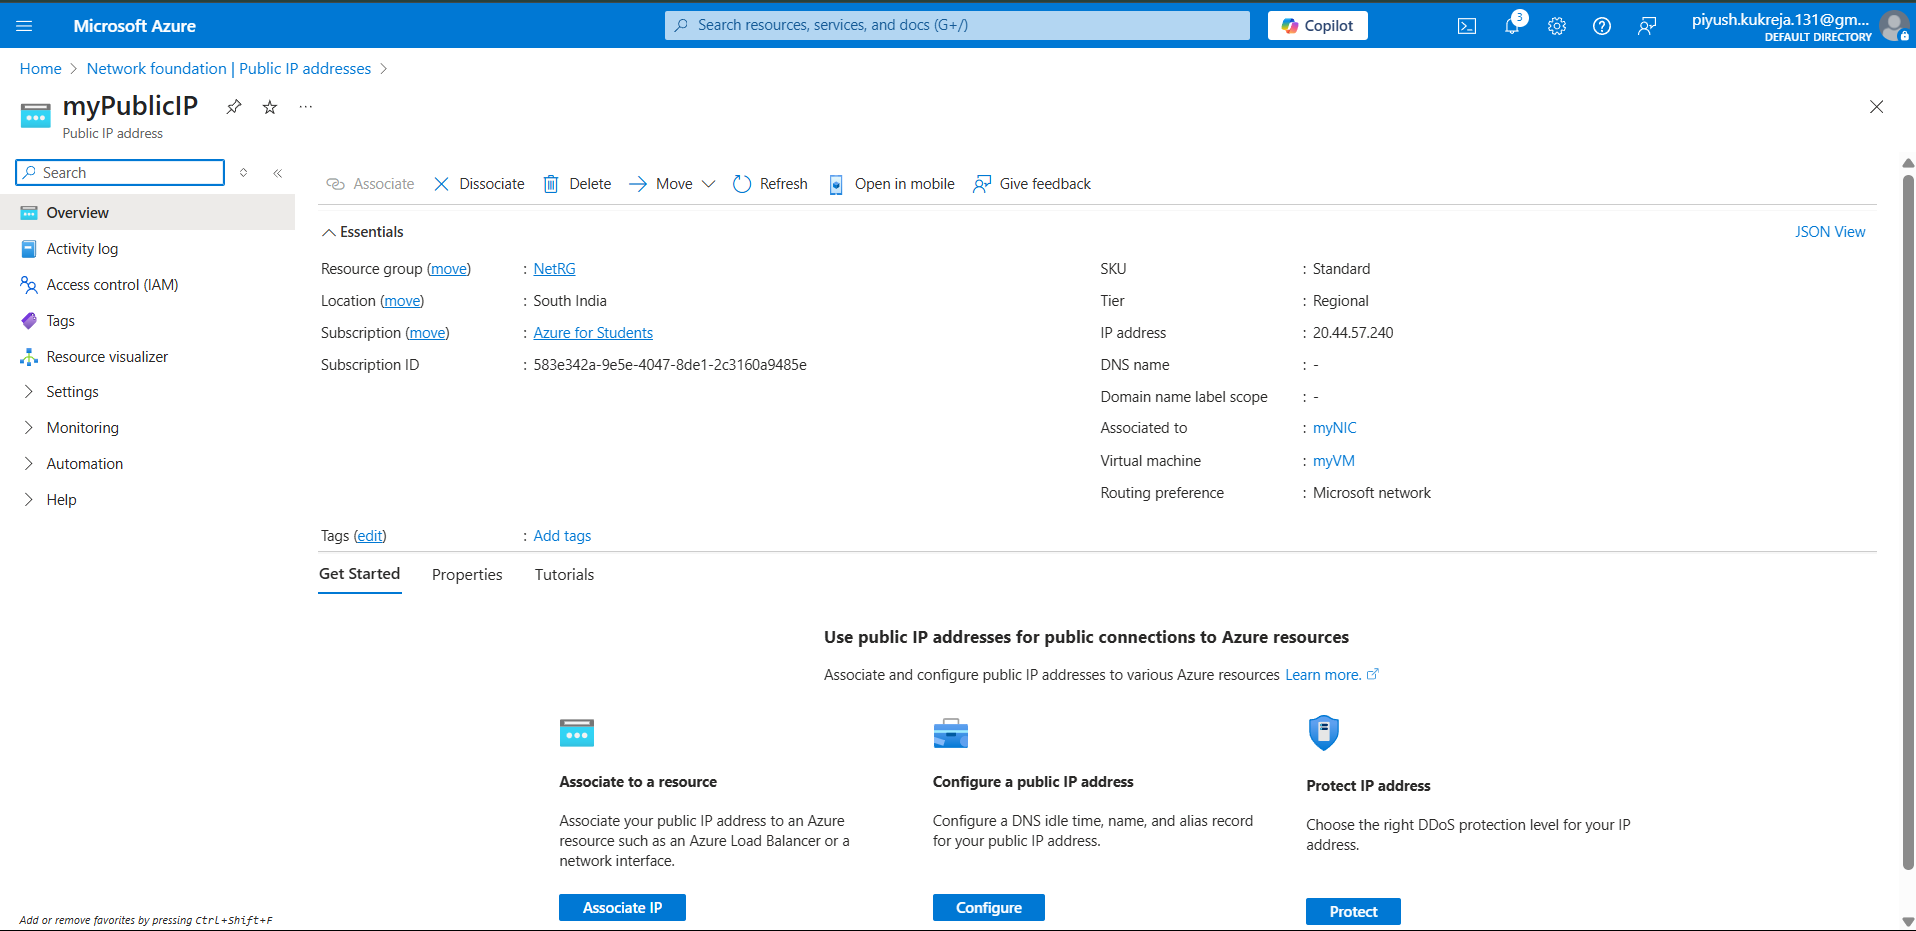 Microsoft Azure
Search resources, services, and docs (G+/)
Copilot
3
piyush.kukreja.131@gm...
DEFAULT DIRECTORY
Home > Network foundation | Public IP addresses >
myPublicIP
Public IP address
Search
Overview
Activity log
Access control (IAM)
Tags
Resource visualizer
Settings
Monitoring
Automation
Help
Add or remove favorites by pressing Ctrl+Shift+F
Associate Dissociate Delete Move Refresh Open in mobile Give feedback
Essentials
JSON View
Resource group (move) : NetRG
Location (move) : South India
Subscription (move) : Azure for Students
Subscription ID : 583e342a-9e5e-4047-8de1-2c3160a9485e
SKU : Standard
Tier : Regional
IP address : 20.44.57.240
DNS name : -
Domain name label scope : -
Associated to : myNIC
Virtual machine : myVM
Routing preference : Microsoft network
Tags (edit) : Add tags
Get Started Properties Tutorials
Use public IP addresses for public connections to Azure resources
Associate and configure public IP addresses to various Azure resources Learn more.
Associate to a resource
Associate your public IP address to an Azure
resource such as an Azure Load Balancer or a
network interface.
Associate IP
Configure a public IP address
Configure a DNS idle time, name, and alias record
for your public IP address.
Configure
Protect IP address
Choose the right DDoS protection level for your IP
address.
Protect